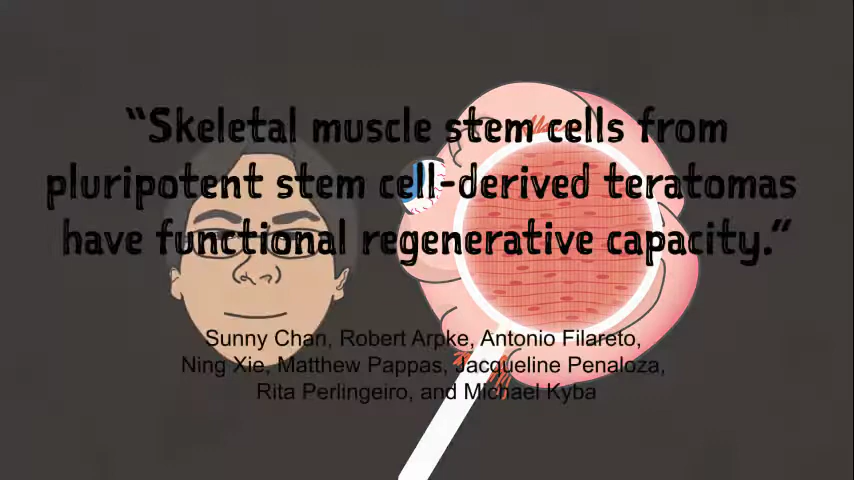 “Skeletal muscle stem cells from
pluripotent stem cell-derived teratomas
have functional regenerative capacity.”
Sunny Chan, Robert Arpke, Antonio Filareto,
Ning Xie, Matthew Pappas, Jacqueline Penaloza,
Rita Perlingeiro, and Michael Kyba